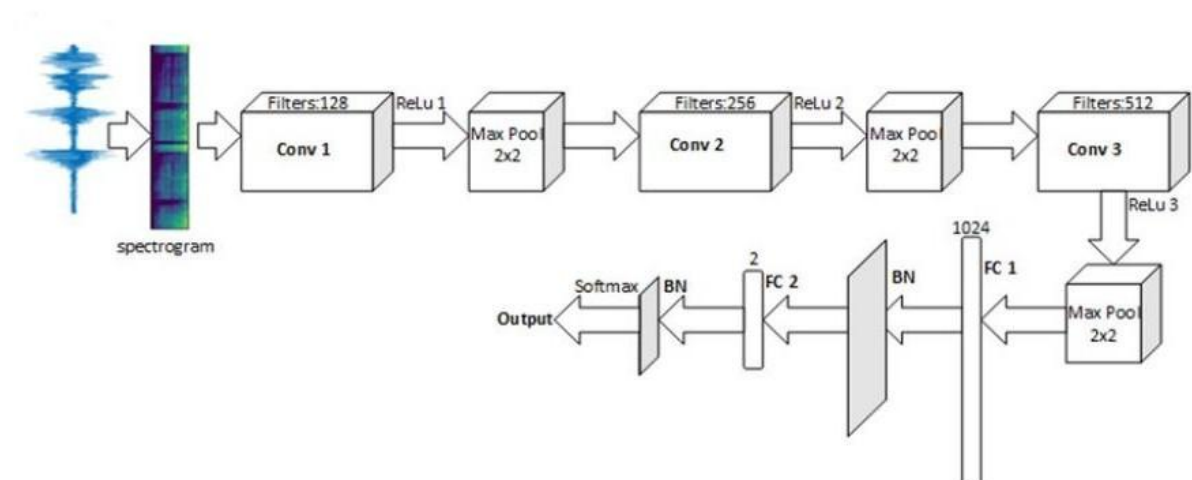 spectrogram
Filters:128
Conv 1
ReLu 1
Max Pool
2x2
Filters:256
Conv 2
ReLu 2
Max Pool
2x2
Filters:512
Conv 3
ReLu 3
Max Pool
2x2
FC 1
1024
BN
FC 2
2
BN
Softmax
Output